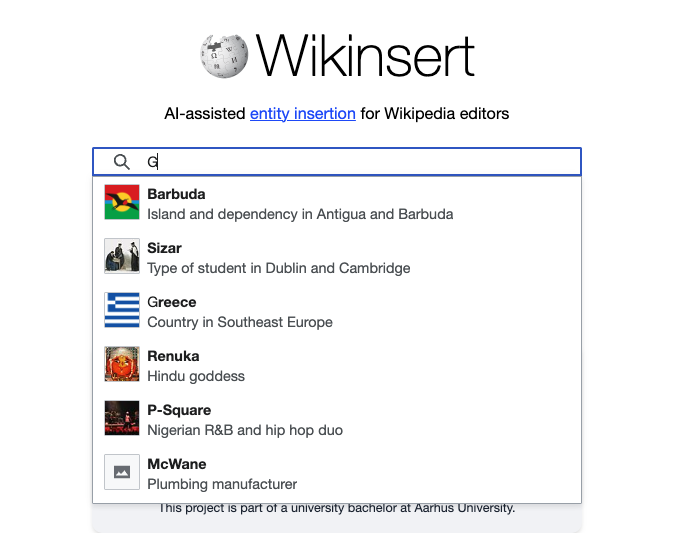 Wikinsert
AI-assisted entity insertion for Wikipedia editors
G
Barbuda
Island and dependency in Antigua and Barbuda
Sizar
Type of student in Dublin and Cambridge
Greece
Country in Southeast Europe
Renuka
Hindu goddess
P-Square
Nigerian R&B and hip hop duo
McWane
Plumbing manufacturer
This project is part of a university bachelor at Aarhus University.